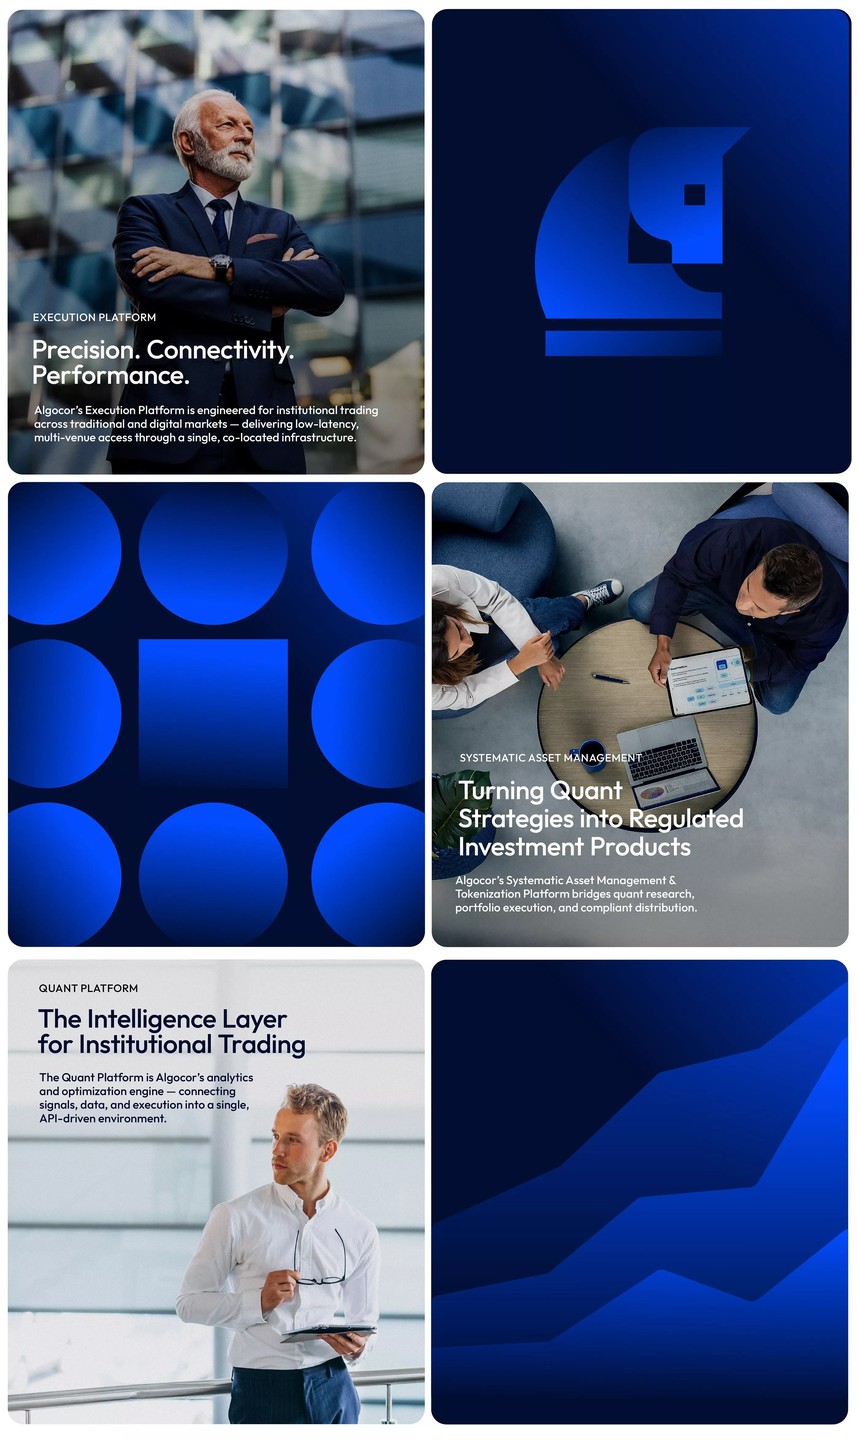 EXECUTION PLATFORM
Precision. Connectivity.
Performance.
Algocor's Execution Platform is engineered for institutional trading
across traditional and digital markets — delivering low-latency,
multi-venue access through a single, co-located infrastructure.
SYSTEMATIC ASSET MANAGEMENT
Turning Quant
Strategies into Regulated
Investment Products
Algocor's Systematic Asset Management &
Tokenization Platform bridges quant research,
portfolio execution, and compliant distribution.
QUANT PLATFORM
The Intelligence Layer
for Institutional Trading
The Quant Platform is Algocor's analytics
and optimization engine — connecting
signals, data, and execution into a single,
API-driven environment.